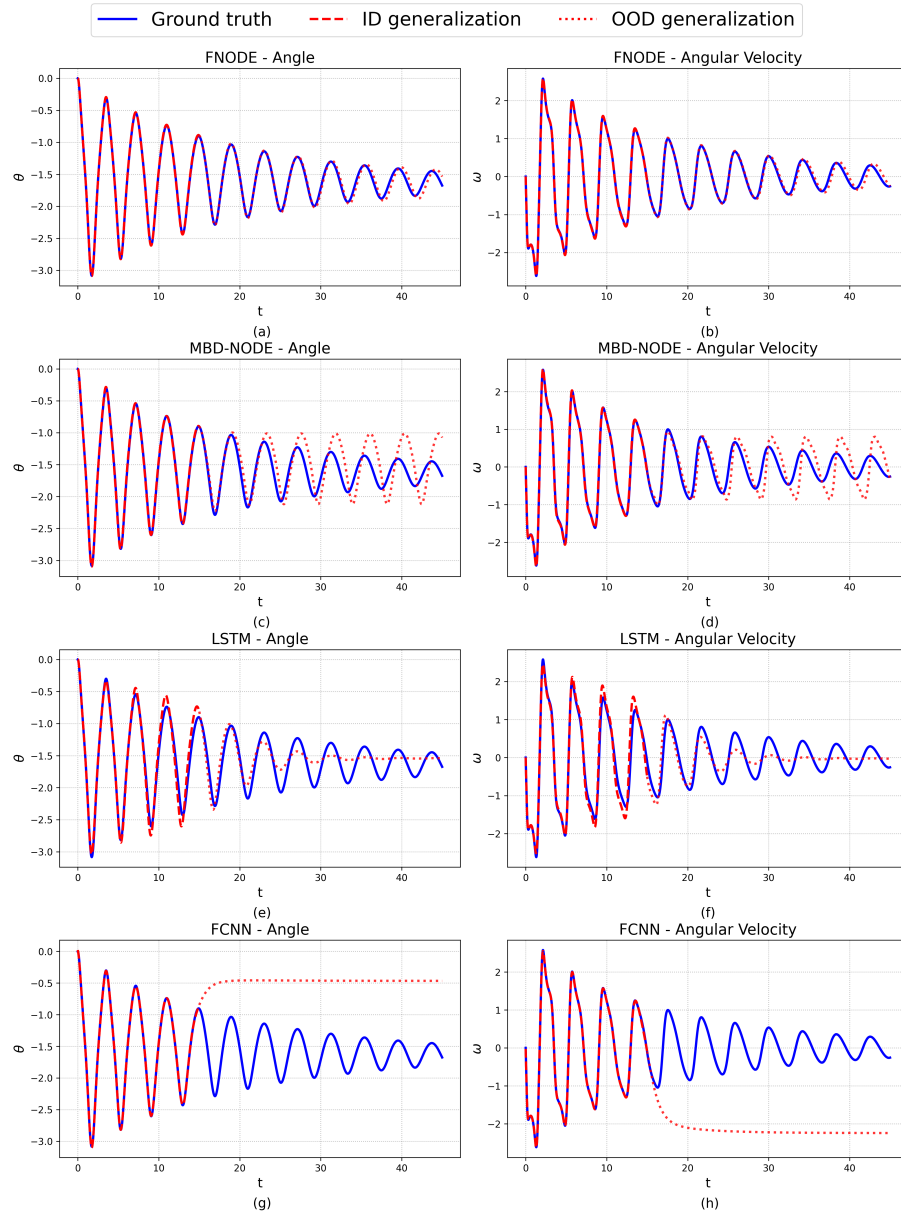 Ground truth ID generalization OOD generalization
FNODE - Angle
FNODE - Angular Velocity
0.0
−0.5
−1.0
−1.5
−2.0
−2.5
−3.0
θ
0 10 20 30 40
t
(a)
2
1
0
−1
−2
ω
0 10 20 30 40
t
(b)
MBD-NODE - Angle
MBD-NODE - Angular Velocity
0.0
−0.5
−1.0
−1.5
−2.0
−2.5
−3.0
θ
0 10 20 30 40
t
(c)
2
1
0
−1
−2
ω
0 10 20 30 40
t
(d)
LSTM - Angle
LSTM - Angular Velocity
0.0
−0.5
−1.0
−1.5
−2.0
−2.5
−3.0
θ
0 10 20 30 40
t
(e)
2
1
0
−1
−2
ω
0 10 20 30 40
t
(f)
FCNN - Angle
FCNN - Angular Velocity
0.0
−0.5
−1.0
−1.5
−2.0
−2.5
−3.0
θ
0 10 20 30 40
t
(g)
2
1
0
−1
−2
ω
0 10 20 30 40
t
(h)